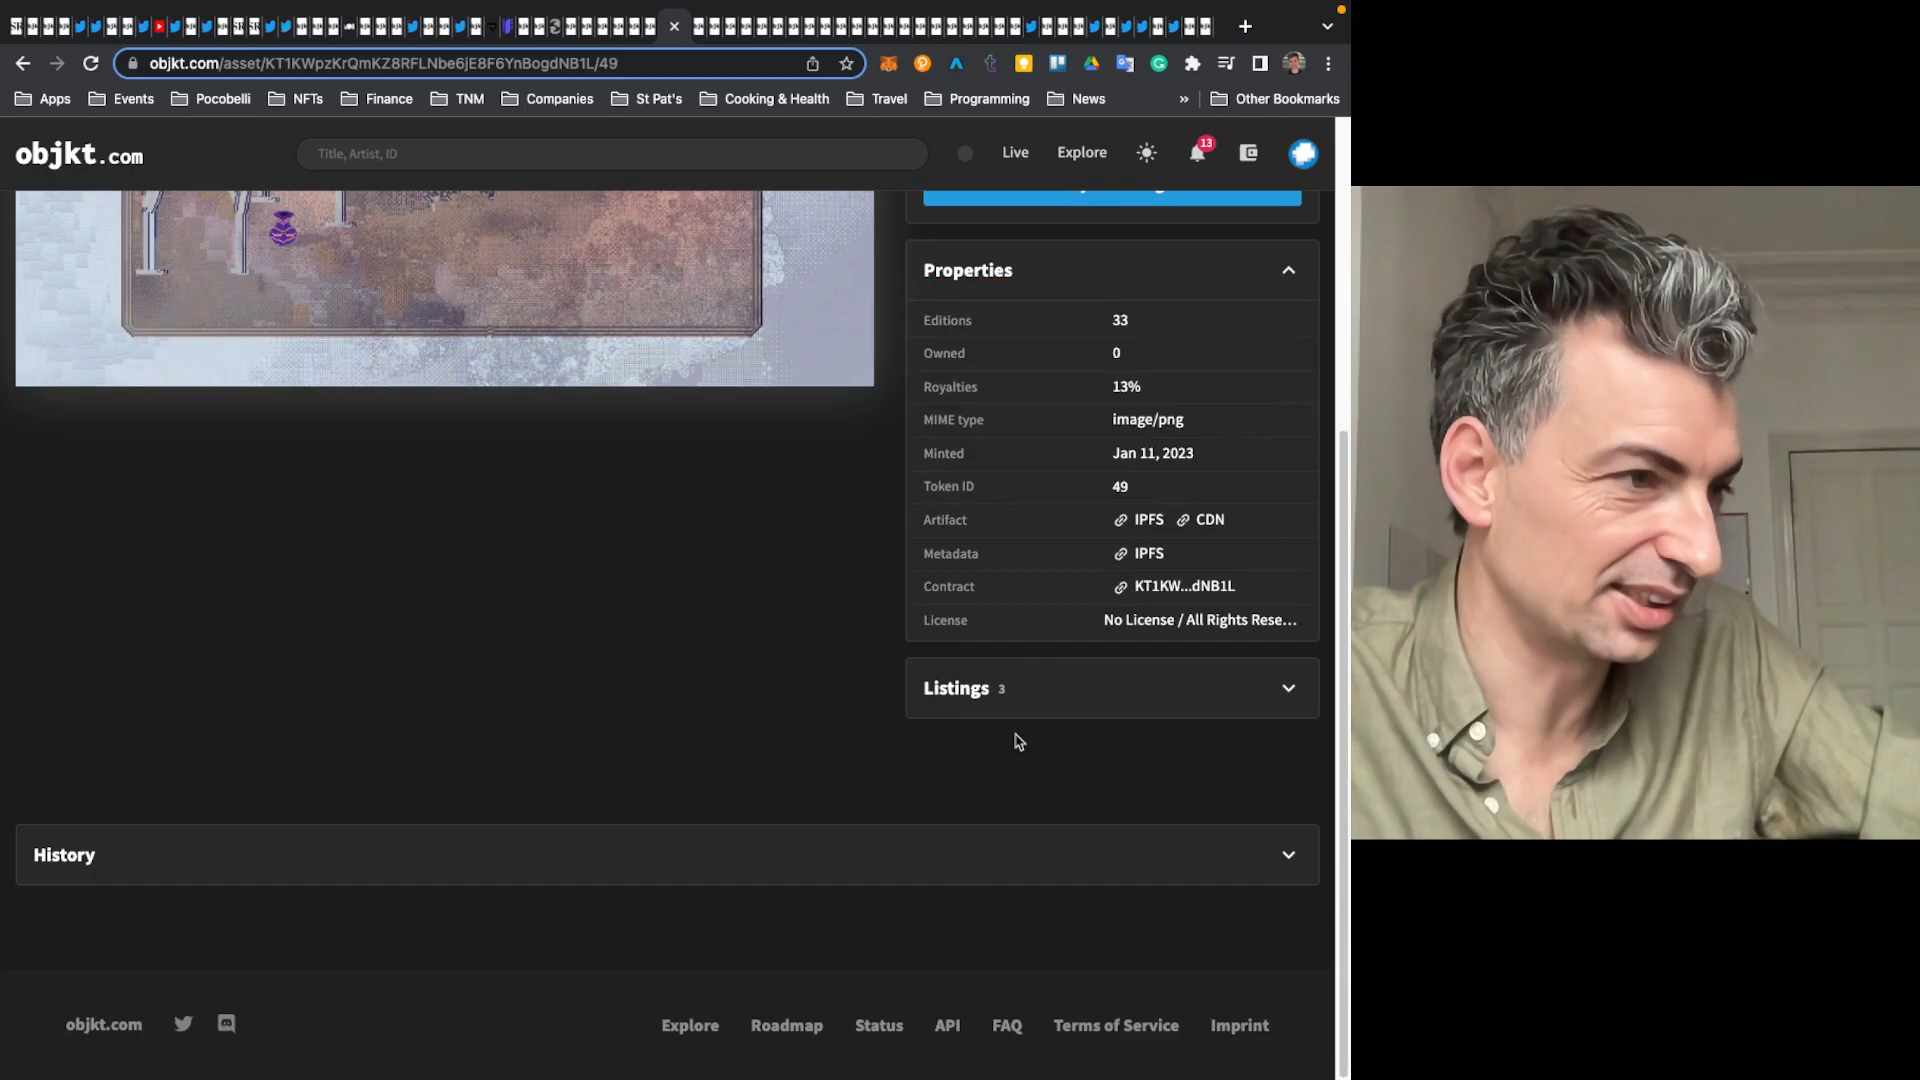 objkt.com/asset/KT1KWpzKrQmKZ8RFLNbe6jE8F6YnBogdNB1L/49
Apps Events Pocobelli NFTs Finance TNM Companies St Pat's Cooking & Health Travel Programming News » Other Bookmarks
objkt.com Title, Artist, ID Live Explore 13
Properties
Editions 33
Owned 0
Royalties 13%
MIME type image/png
Minted Jan 11, 2023
Token ID 49
Artifact IPFS CDN
Metadata IPFS
Contract KT1KW...dNB1L
License No License / All Rights Rese...
Listings 3
History
objkt.com Explore Roadmap Status API FAQ Terms of Service Imprint